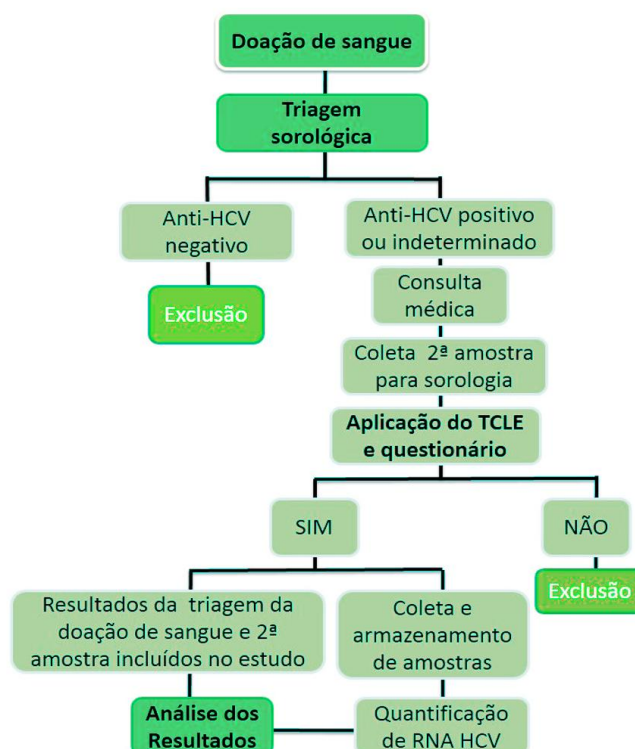 Doação de sangue
Triagem
sorológica
Anti-HCV
negativo
Anti-HCV positivo
ou indeterminado
Exclusão
Consulta
médica
Coleta 2ª amostra
para sorologia
Aplicação do TCLE
e questionário
SIM
NÃO
Exclusão
Resultados da triagem da
doação de sangue e 2ª
amostra incluídos no estudo
Coleta e
armazenamento
de amostras
Análise dos
Resultados
Quantificação
de RNA HCV